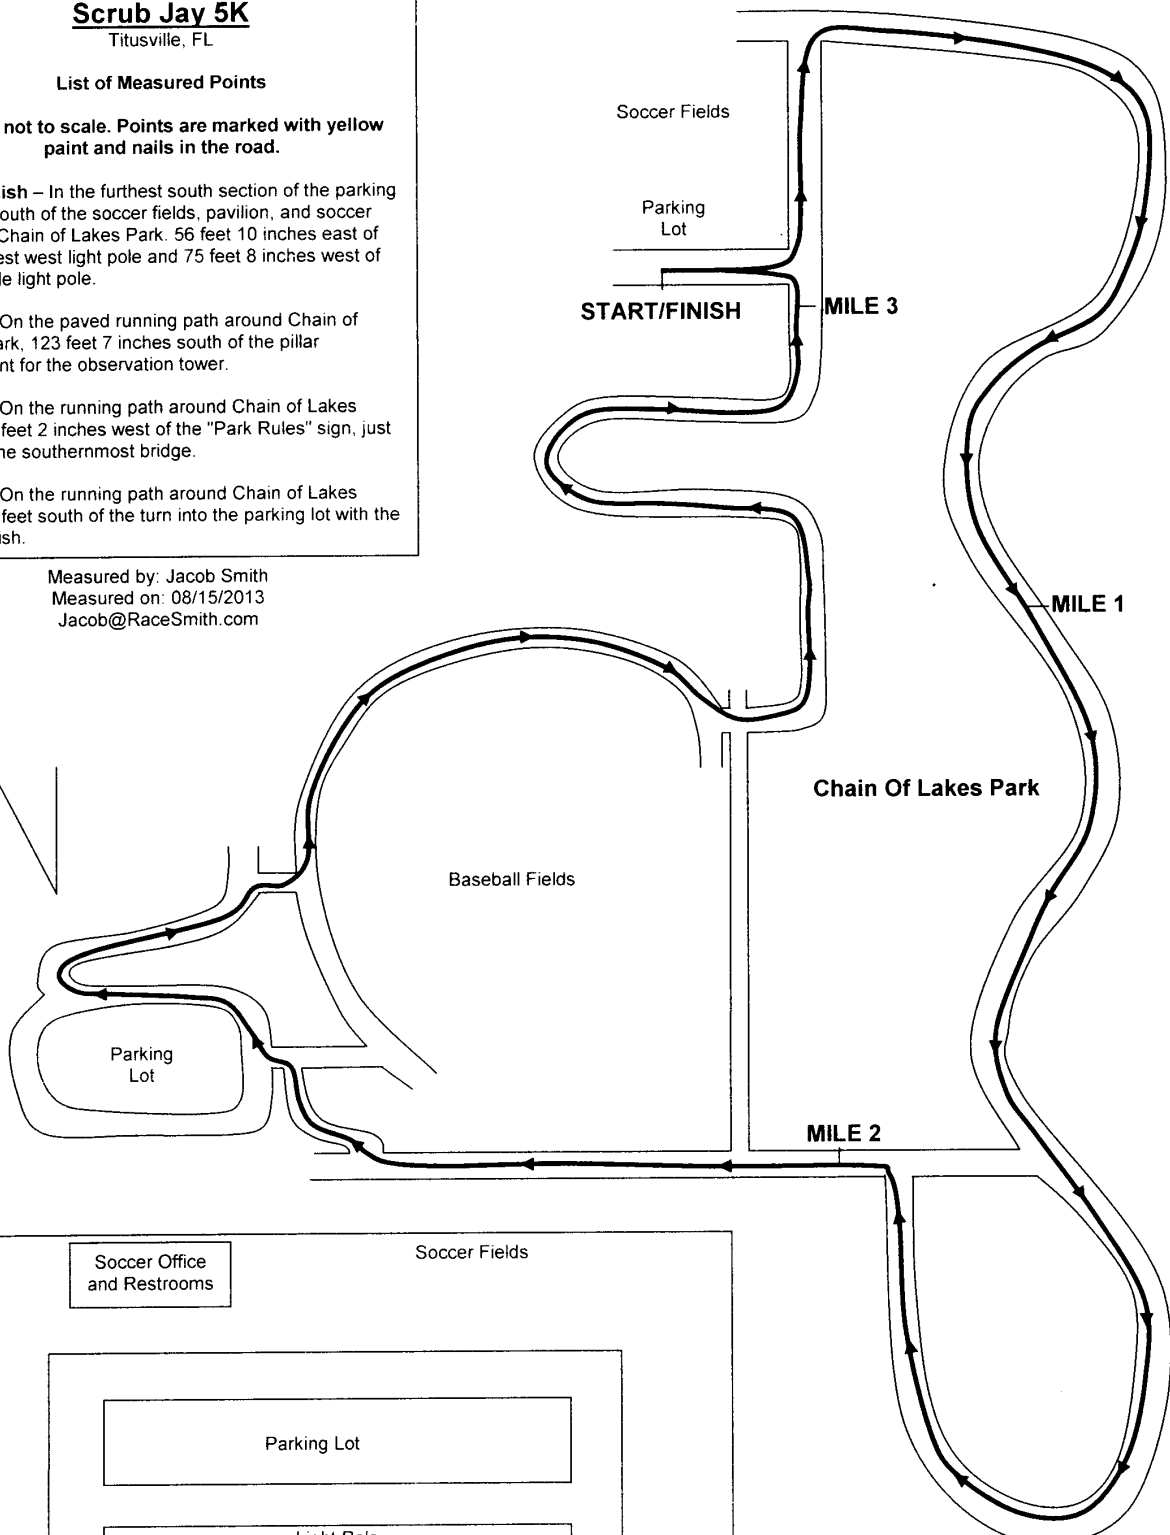 Scrub Jay 5K
Titusville, FL
List of Measured Points
not to scale. Points are marked with yellow
paint and nails in the road.
ish – In the furthest south section of the parking
outh of the soccer fields, pavilion, and soccer
Chain of Lakes Park. 56 feet 10 inches east of
est west light pole and 75 feet 8 inches west of
le light pole.
On the paved running path around Chain of
ark, 123 feet 7 inches south of the pillar
nt for the observation tower.
On the running path around Chain of Lakes
feet 2 inches west of the "Park Rules" sign, just
he southernmost bridge.
On the running path around Chain of Lakes
feet south of the turn into the parking lot with the
ish.
Measured by: Jacob Smith
Measured on: 08/15/2013
Jacob@RaceSmith.com
Soccer Fields
Parking
Lot
START/FINISH
MILE 3
MILE 1
Chain Of Lakes Park
Baseball Fields
Parking
Lot
MILE 2
Soccer Fields
Soccer Office
and Restrooms
Parking Lot
Light Pole